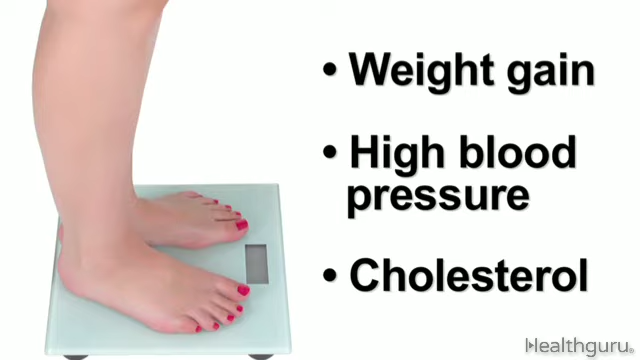 • Weight gain
• High blood
pressure
• Cholesterol
Healthguru®